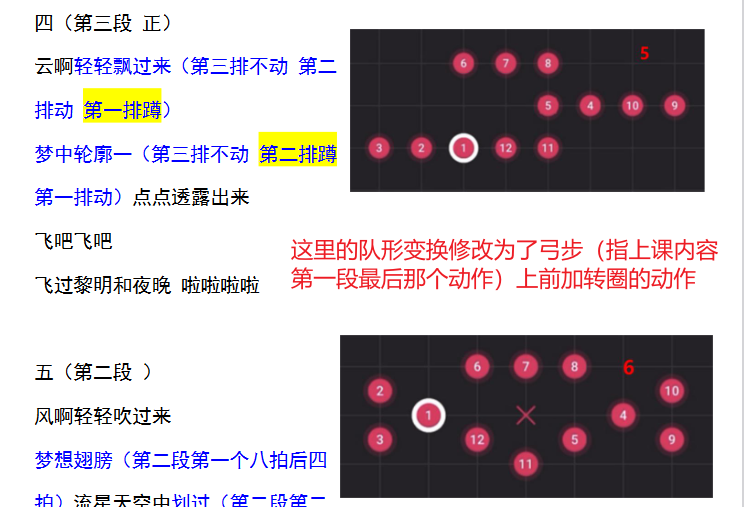 四（第三段 正）
云啊轻轻飘过来（第三排不动 第二
排动 第一排蹲）
梦中轮廓一（第三排不动 第二排蹲
第一排动）点点透露出来
飞吧飞吧
飞过黎明和夜晚 啦啦啦啦
5
6 7 8
5 4 10 9
3 2 1 12 11
这里的队形变换修改为了弓步（指上课内容
第一段最后那个动作）上前加转圈的动作
五（第二段 ）
风啊轻轻吹过来
梦想翅膀（第二段第一个八拍后四
拍）流星天空中划过（第二段第二
6 7 8 6
2 10
1 4
3 12 5 9
11